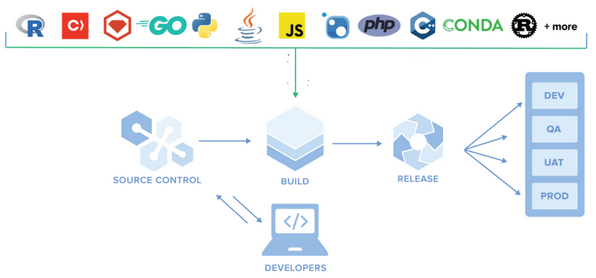 R
C
GO
JS
php
C++
CONDA
R
+ more
DEV
QA
UAT
PROD
SOURCE CONTROL
BUILD
RELEASE
</>
DEVELOPERS